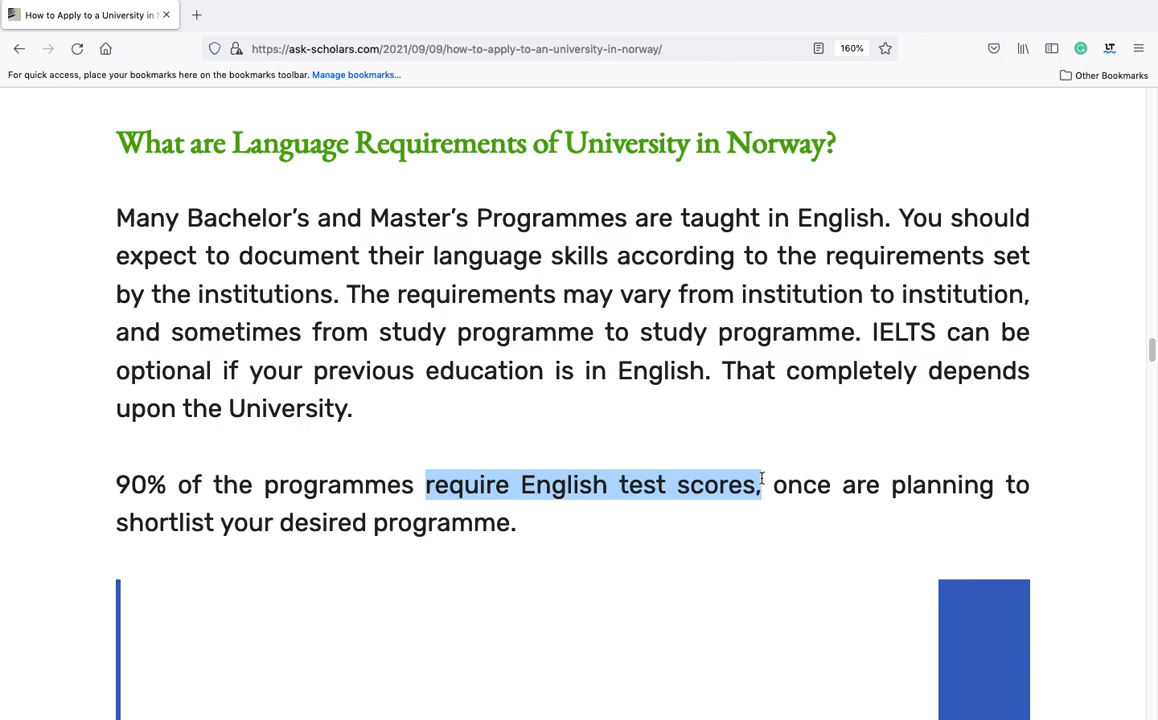 How to Apply to a University in
https://ask-scholars.com/2021/09/09/how-to-apply-to-an-university-in-norway/
160%
For quick access, place your bookmarks here on the bookmarks toolbar. Manage bookmarks...
Other Bookmarks
What are Language Requirements of University in Norway?
Many Bachelor's and Master's Programmes are taught in English. You should
expect to document their language skills according to the requirements set
by the institutions. The requirements may vary from institution to institution,
and sometimes from study programme to study programme. IELTS can be
optional if your previous education is in English. That completely depends
upon the University.
90% of the programmes require English test scores, once are planning to
shortlist your desired programme.